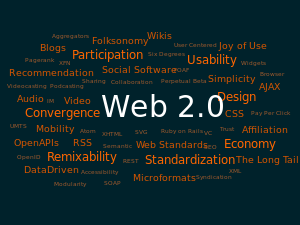 Aggregators
Folksonomy Wikis
Blogs User Centered Joy of Use
Participation Six Degrees Usability
Pagerank XFN Widgets
Recommendation Social Software FOAF Browser
Sharing Collaboration Perpetual Beta Simplicity AJAX
Videocasting Podcasting
Audio IM Video Web 2.0 Design
Convergence CSS Pay Per Click
UMTS Mobility Atom XHTML SVG Ruby on Rails VC Trust Affiliation
OpenAPIs RSS Semantic Web Standards SEO Economy
OpenID Remixability REST Standardization The Long Tail
DataDriven Accessibility XML
Microformats Syndication
Modularity SOAP